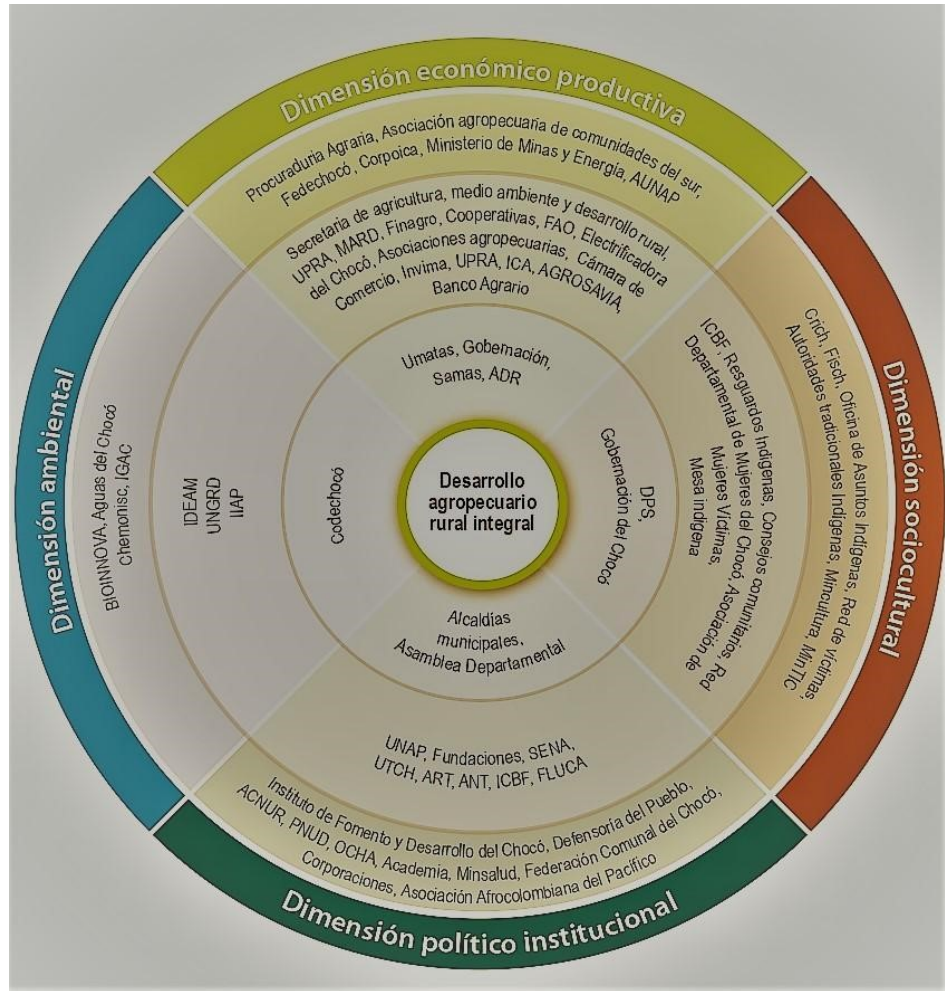 Dimensión económico productiva
Procuraduria Agraria, Asociación agropecuaria de comunidades del sur,
Fedechocó, Corpoica, Ministerio de Minas y Energía, AUNAP
Secretaria de agricultura, medio ambiente y desarrollo rural,
UPRA, MARD, Finagro, Cooperativas, FAO, Electrificadora
del Chocó, Asociaciones agropecuarias, Cámara de
Comercio, Invima, UPRA, ICA, AGROSAVIA,
Banco Agrario
Umatas, Gobernación,
Samas, ADR
Dimensión sociocultural
Crich, Fisch, Oficina de Asuntos Indígenas, Red de víctimas,
Autoridades tradicionales Indígenas, Mincultura, MinTIC
ICBF, Resguardos Indígenas, Consejos comunitarios, Red
Departamental de Mujeres del Chocó, Asociación de
Mujeres Víctimas,
Mesa indígena
DPS,
Gobernación del Chocó
Desarrollo
agropecuario
rural integral
Dimensión ambiental
BIOINNOVA, Aguas del Chocó
Chemonisc, IGAC
IDEAM
UNGRD
IIAP
Codechocó
Alcaldías
municipales,
Asamblea Departamental
UNAP, Fundaciones, SENA,
UTCH, ART, ANT, ICBF, FLUCA
Instituto de Fomento y Desarrollo del Chocó, Defensoría del Pueblo,
ACNUR, PNUD, OCHA, Academia, Minsalud, Federación Comunal del Chocó,
Corporaciones, Asociación Afrocolombiana del Pacífico
Dimensión político institucional